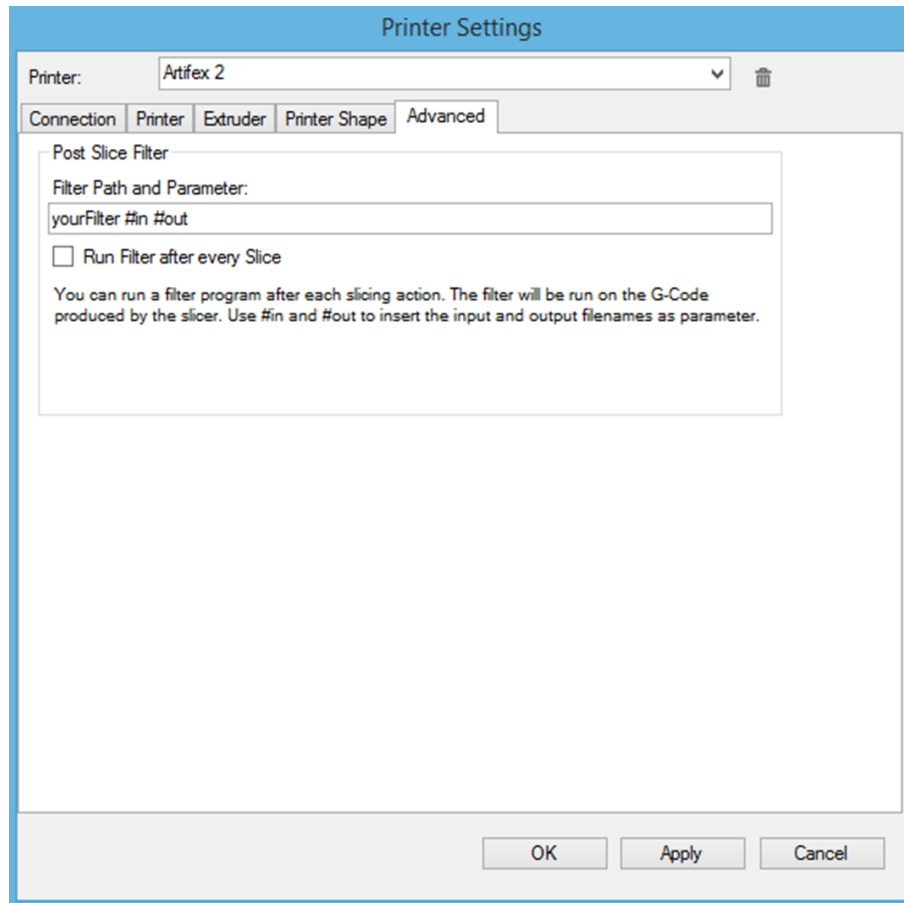 Printer Settings
Printer: Artifex 2
Connection Printer Extruder Printer Shape Advanced
Post Slice Filter
Filter Path and Parameter:
yourFilter #in #out
Run Filter after every Slice
You can run a filter program after each slicing action. The filter will be run on the G-Code
produced by the slicer. Use #in and #out to insert the input and output filenames as parameter.
OK Apply Cancel